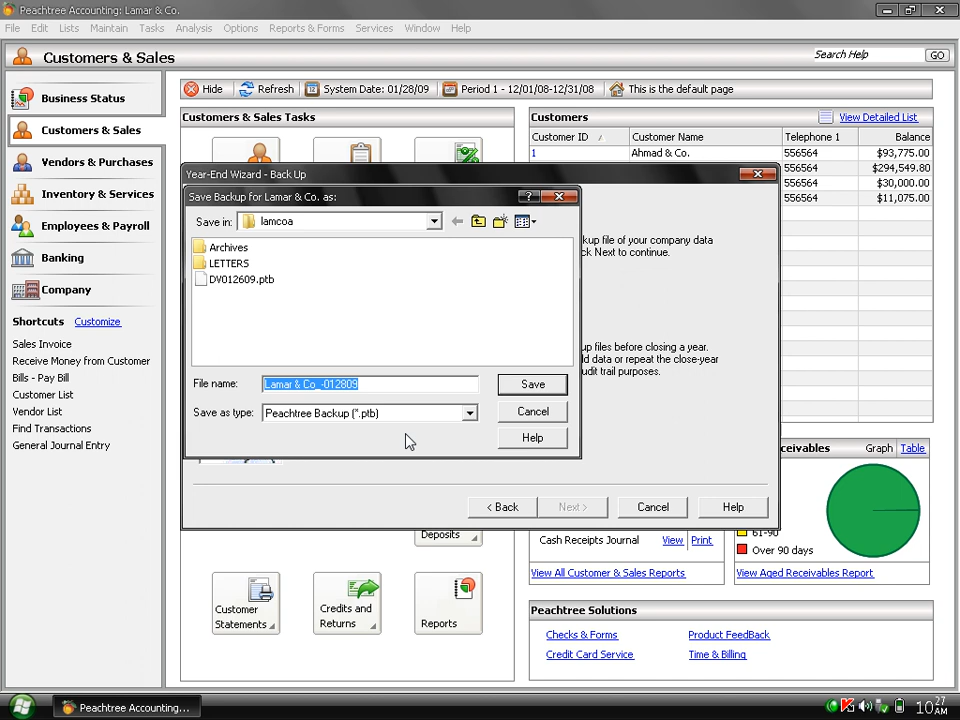 Peachtree Accounting: Lamar & Co.
File Edit Lists Maintain Tasks Analysis Options Reports & Forms Services Window Help
Customers & Sales
Search Help GO
Business Status
Customers & Sales
Vendors & Purchases
Inventory & Services
Employees & Payroll
Banking
Company
Shortcuts Customize
Sales Invoice
Receive Money from Customer
Bills - Pay Bill
Customer List
Vendor List
Find Transactions
General Journal Entry
Hide Refresh System Date: 01/28/09 Period 1 - 12/01/08-12/31/08 This is the default page
Customers & Sales Tasks
Customers View Detailed List
Customer ID Customer Name Telephone 1 Balance
1 Ahmad & Co. 556564 $93,775.00
556564 $294,549.80
556564 $30,000.00
556564 $11,075.00
Year-End Wizard - Back Up
Save Backup for Lamar & Co. as:
Save in: lamcoa
Archives
LETTERS
DV012609.ptb
File name: Lamar & Co_-012809 Save
Save as type: Peachtree Backup (*.ptb) Cancel
Help
kup file of your company data
ck Next to continue.
up files before closing a year.
ld data or repeat the close-year
udit trail purposes.
< Back Next > Cancel Help
Deposits
Customer Statements
Credits and Returns
Reports
ceivables Graph Table
61-90
Over 90 days
Cash Receipts Journal View Print
View All Customer & Sales Reports
View Aged Receivables Report
Peachtree Solutions
Checks & Forms Product FeedBack
Credit Card Service Time & Billing
Peachtree Accounting...
10:27 AM